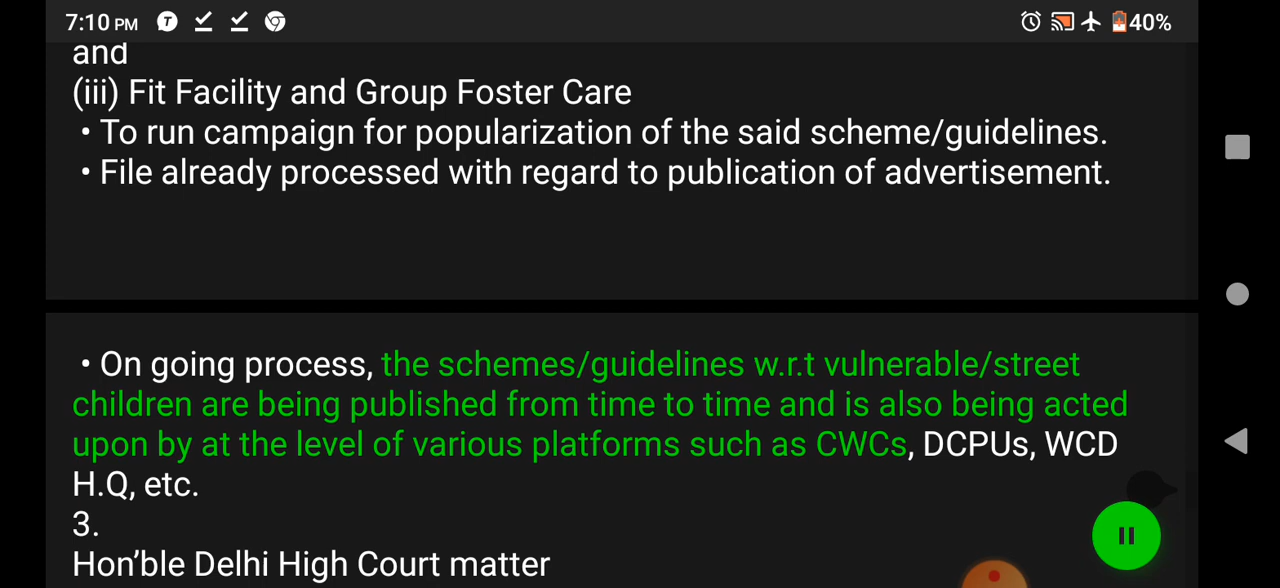 7:10 PM
40%
and
(iii) Fit Facility and Group Foster Care
• To run campaign for popularization of the said scheme/guidelines.
• File already processed with regard to publication of advertisement.
• On going process, the schemes/guidelines w.r.t vulnerable/street
children are being published from time to time and is also being acted
upon by at the level of various platforms such as CWCs, DCPUs, WCD
H.Q, etc.
3.
Hon’ble Delhi High Court matter